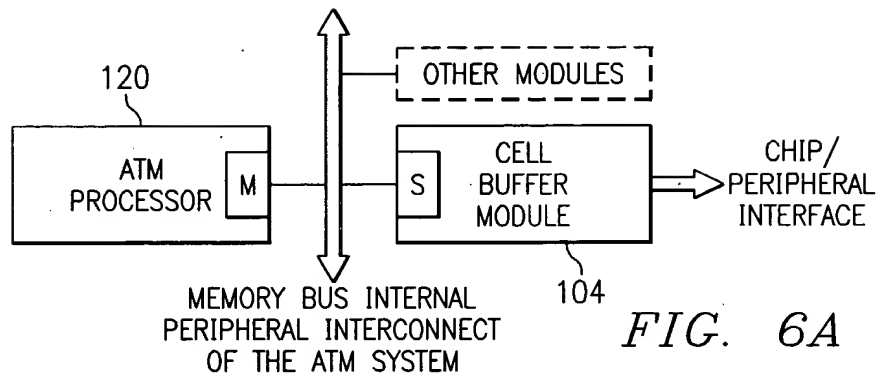 120
OTHER MODULES
ATM
PROCESSOR
M
S
CELL
BUFFER
MODULE
CHIP/
PERIPHERAL
INTERFACE
104
MEMORY BUS INTERNAL
PERIPHERAL INTERCONNECT
OF THE ATM SYSTEM
FIG. 6A